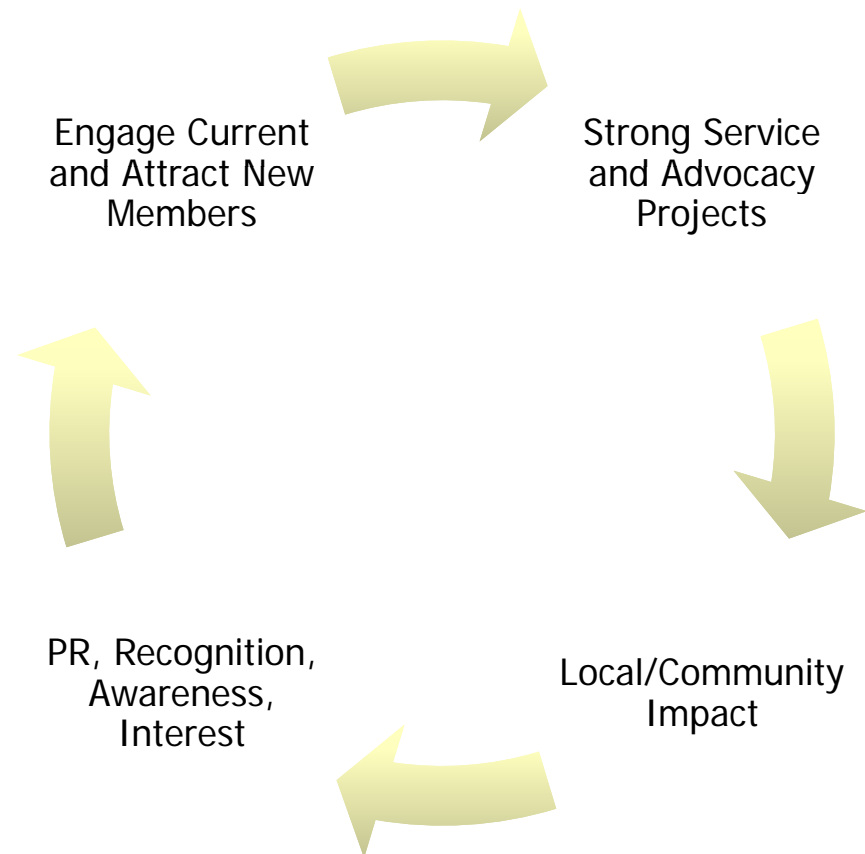 Engage Current
and Attract New
Members
Strong Service
and Advocacy
Projects
Local/Community
Impact
PR, Recognition,
Awareness,
Interest